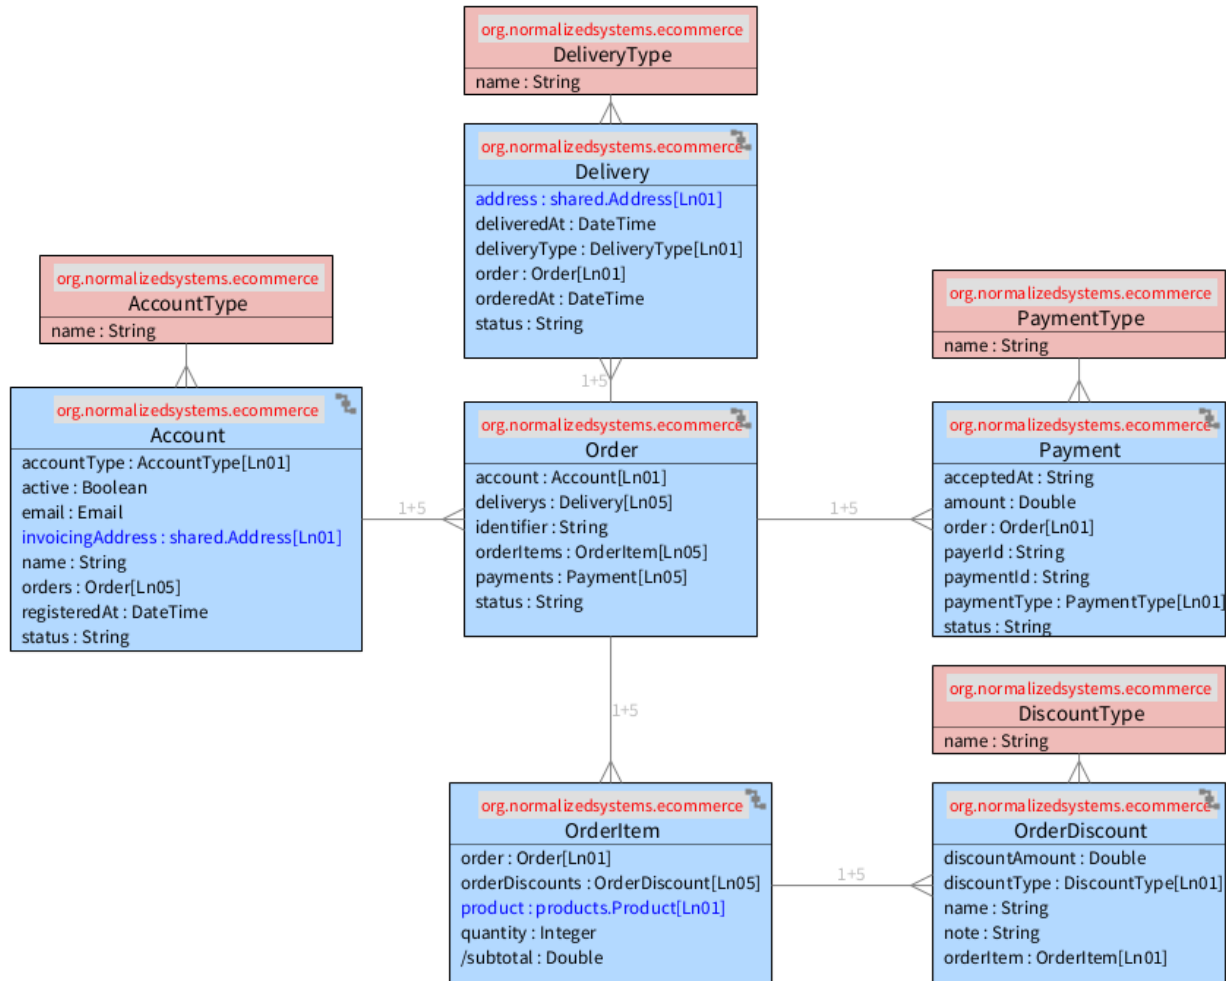 org.normalizedsystems.ecommerce
DeliveryType
name : String
org.normalizedsystems.ecommerce
Delivery
address : shared.Address[Ln01]
deliveredAt : DateTime
deliveryType : DeliveryType[Ln01]
order : Order[Ln01]
orderedAt : DateTime
status : String
1+5
org.normalizedsystems.ecommerce
AccountType
name : String
org.normalizedsystems.ecommerce
Account
accountType : AccountType[Ln01]
active : Boolean
email : Email
invoicingAddress : shared.Address[Ln01]
name : String
orders : Order[Ln05]
registeredAt : DateTime
status : String
1+5
org.normalizedsystems.ecommerce
Order
account : Account[Ln01]
deliverys : Delivery[Ln05]
identifier : String
orderItems : OrderItem[Ln05]
payments : Payment[Ln05]
status : String
1+5
org.normalizedsystems.ecommerce
PaymentType
name : String
org.normalizedsystems.ecommerce
Payment
acceptedAt : String
amount : Double
order : Order[Ln01]
payerId : String
paymentId : String
paymentType : PaymentType[Ln01]
status : String
1+5
org.normalizedsystems.ecommerce
OrderItem
order : Order[Ln01]
orderDiscounts : OrderDiscount[Ln05]
product : products.Product[Ln01]
quantity : Integer
/subtotal : Double
1+5
org.normalizedsystems.ecommerce
DiscountType
name : String
org.normalizedsystems.ecommerce
OrderDiscount
discountAmount : Double
discountType : DiscountType[Ln01]
name : String
note : String
orderItem : OrderItem[Ln01]